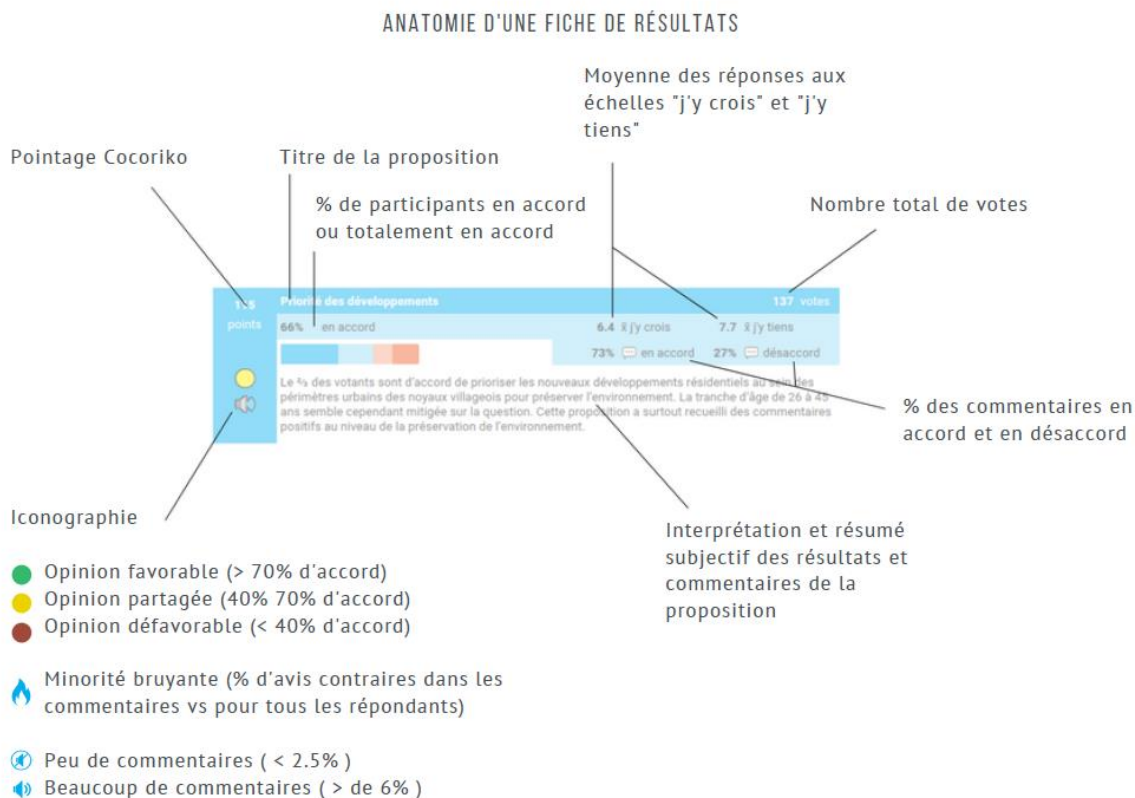 ANATOMIE D'UNE FICHE DE RÉSULTATS
Moyenne des réponses aux
échelles "j'y crois" et "j'y
tiens"
Pointage Cocoriko
Titre de la proposition
% de participants en accord
ou totalement en accord
Nombre total de votes
points
Priorité des développements
137 votes
66% en accord
6.4 x̄ j'y crois
7.7 x̄ j'y tiens
73% en accord
27% désaccord
Le ⅔ des votants sont d'accord de prioriser les nouveaux développements résidentiels au sein des
périmètres urbains des noyaux villageois pour préserver l'environnement. La tranche d'âge de 26 à 45
ans semble cependant mitigée sur la question. Cette proposition a surtout recueilli des commentaires
positifs au niveau de la préservation de l'environnement.
% des commentaires en
accord et en désaccord
Iconographie
Interprétation et résumé
subjectif des résultats et
commentaires de la
proposition
Opinion favorable (> 70% d'accord)
Opinion partagée (40% 70% d'accord)
Opinion défavorable (< 40% d'accord)
Minorité bruyante (% d'avis contraires dans les
commentaires vs pour tous les répondants)
Peu de commentaires ( < 2.5% )
Beaucoup de commentaires ( > de 6% )